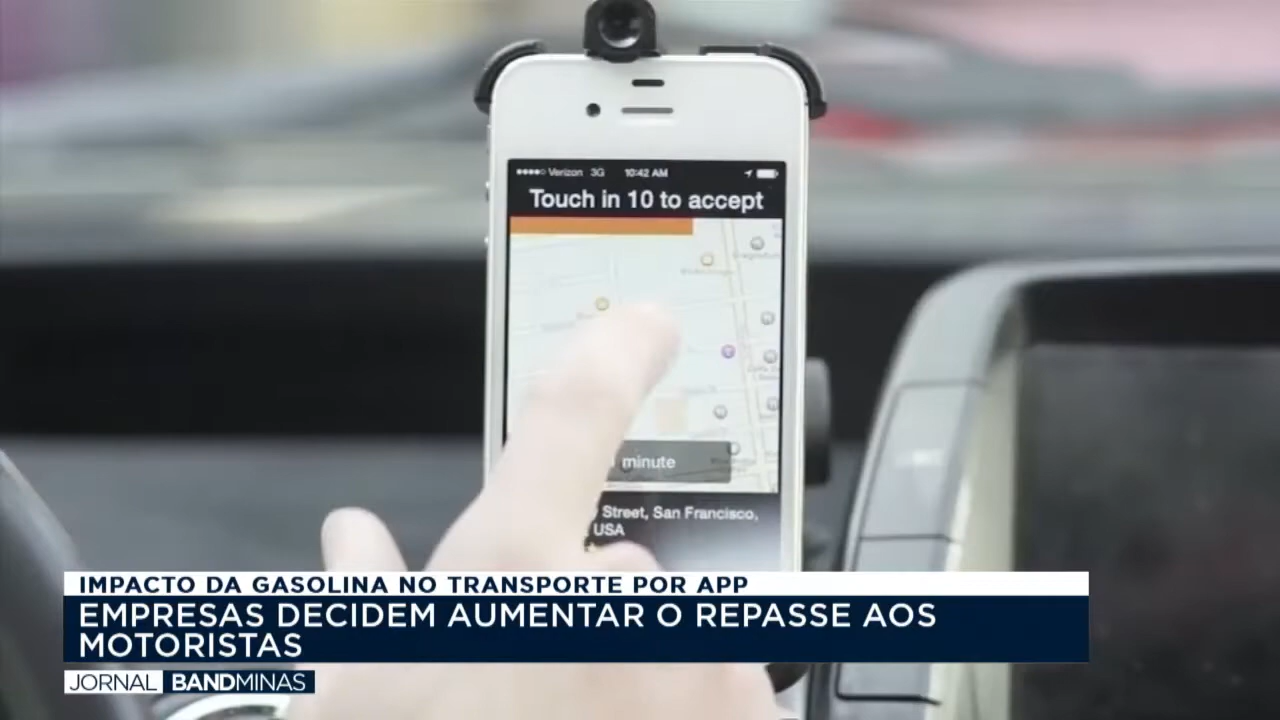 Verizon 3G 10:42 AM
Touch in 10 to accept
minute
Street, San Francisco,
USA
IMPACTO DA GASOLINA NO TRANSPORTE POR APP
EMPRESAS DECIDEM AUMENTAR O REPASSE AOS
MOTORISTAS
JORNAL BANDMINAS